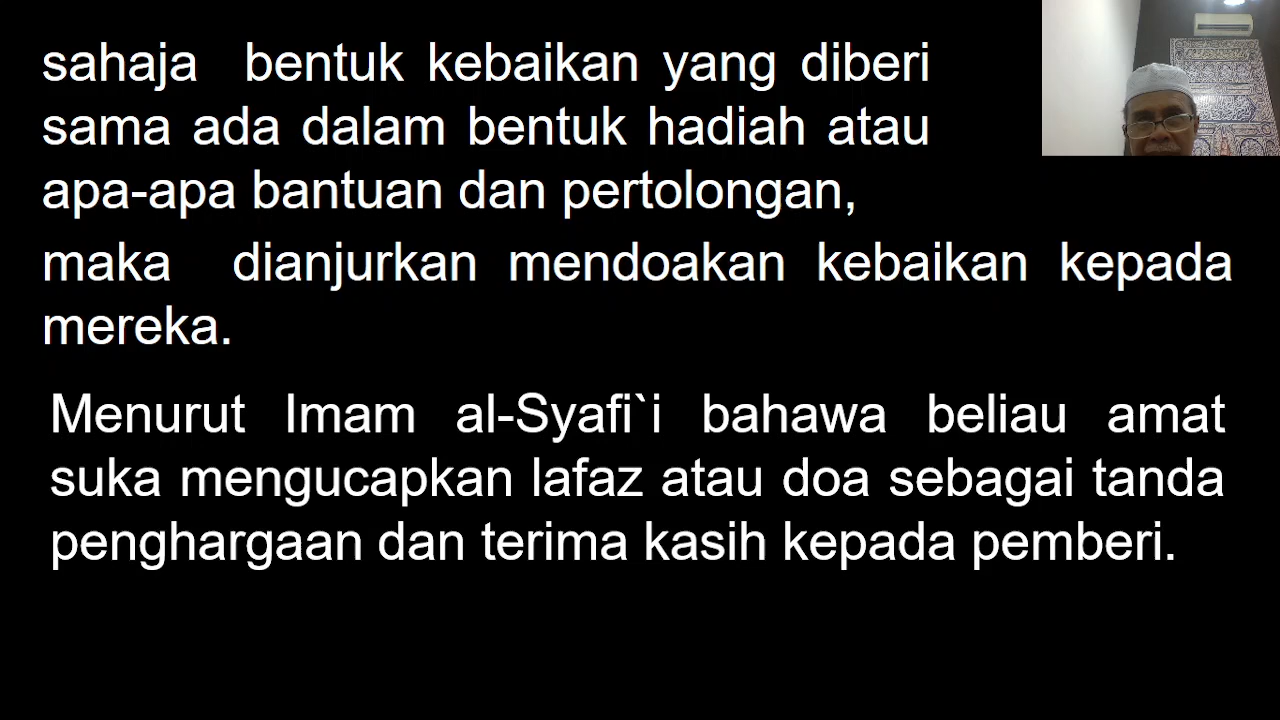 sahaja bentuk kebaikan yang diberi
sama ada dalam bentuk hadiah atau
apa-apa bantuan dan pertolongan,
maka dianjurkan mendoakan kebaikan kepada
mereka.
Menurut Imam al-Syafi`i bahawa beliau amat
suka mengucapkan lafaz atau doa sebagai tanda
penghargaan dan terima kasih kepada pemberi.